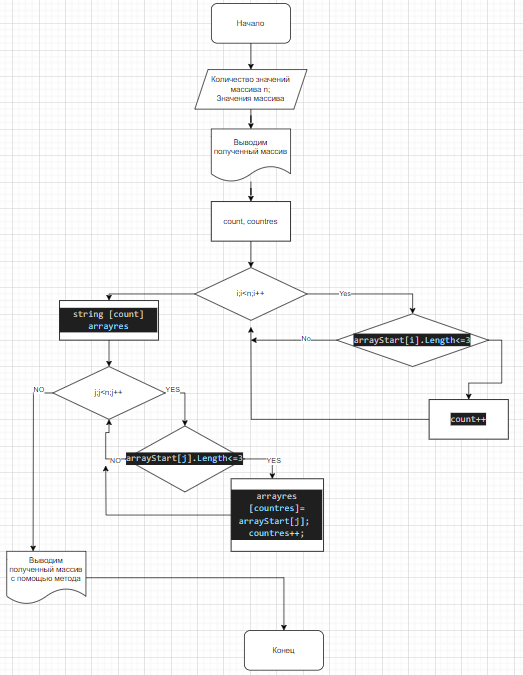 Начало
Количество значений
массива n;
Значения массива
Выводим
полученный массив
count, countres
i;i<n;i++
Yes
string [count]
arrayres
No
arrayStart[i].Length<=3
j;j<n;j++
NO
YES
count++
NO
arrayStart[j].Length<=3
YES
arrayres
[countres]=
arrayStart[j];
countres++;
Выводим
полученный массив
с помощью метода
Конец